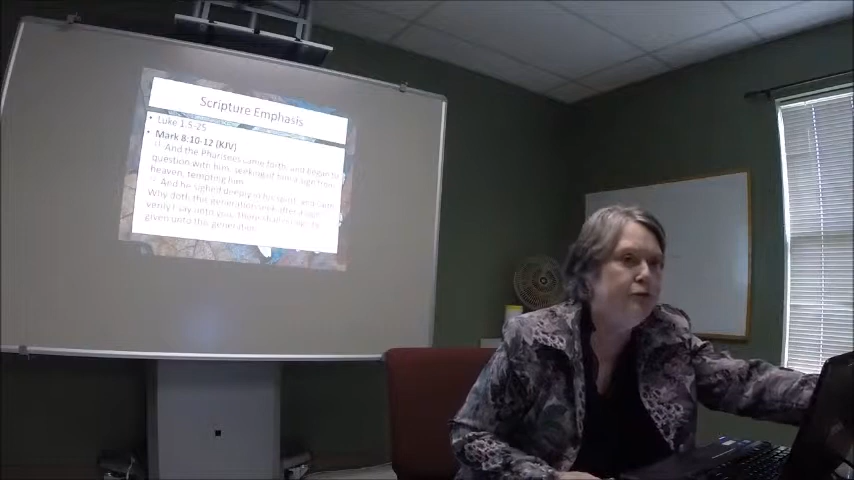 Scripture Emphasis
• Luke 1:5-25
• Mark 8:10-12 (KJV)
11 And the Pharisees came forth, and began to
question with him, seeking of him a sign from
heaven, tempting him.
12 And he sighed deeply in his spirit, and saith,
Why doth this generation seek after a sign?
verily I say unto you, There shall no sign be
given unto this generation.